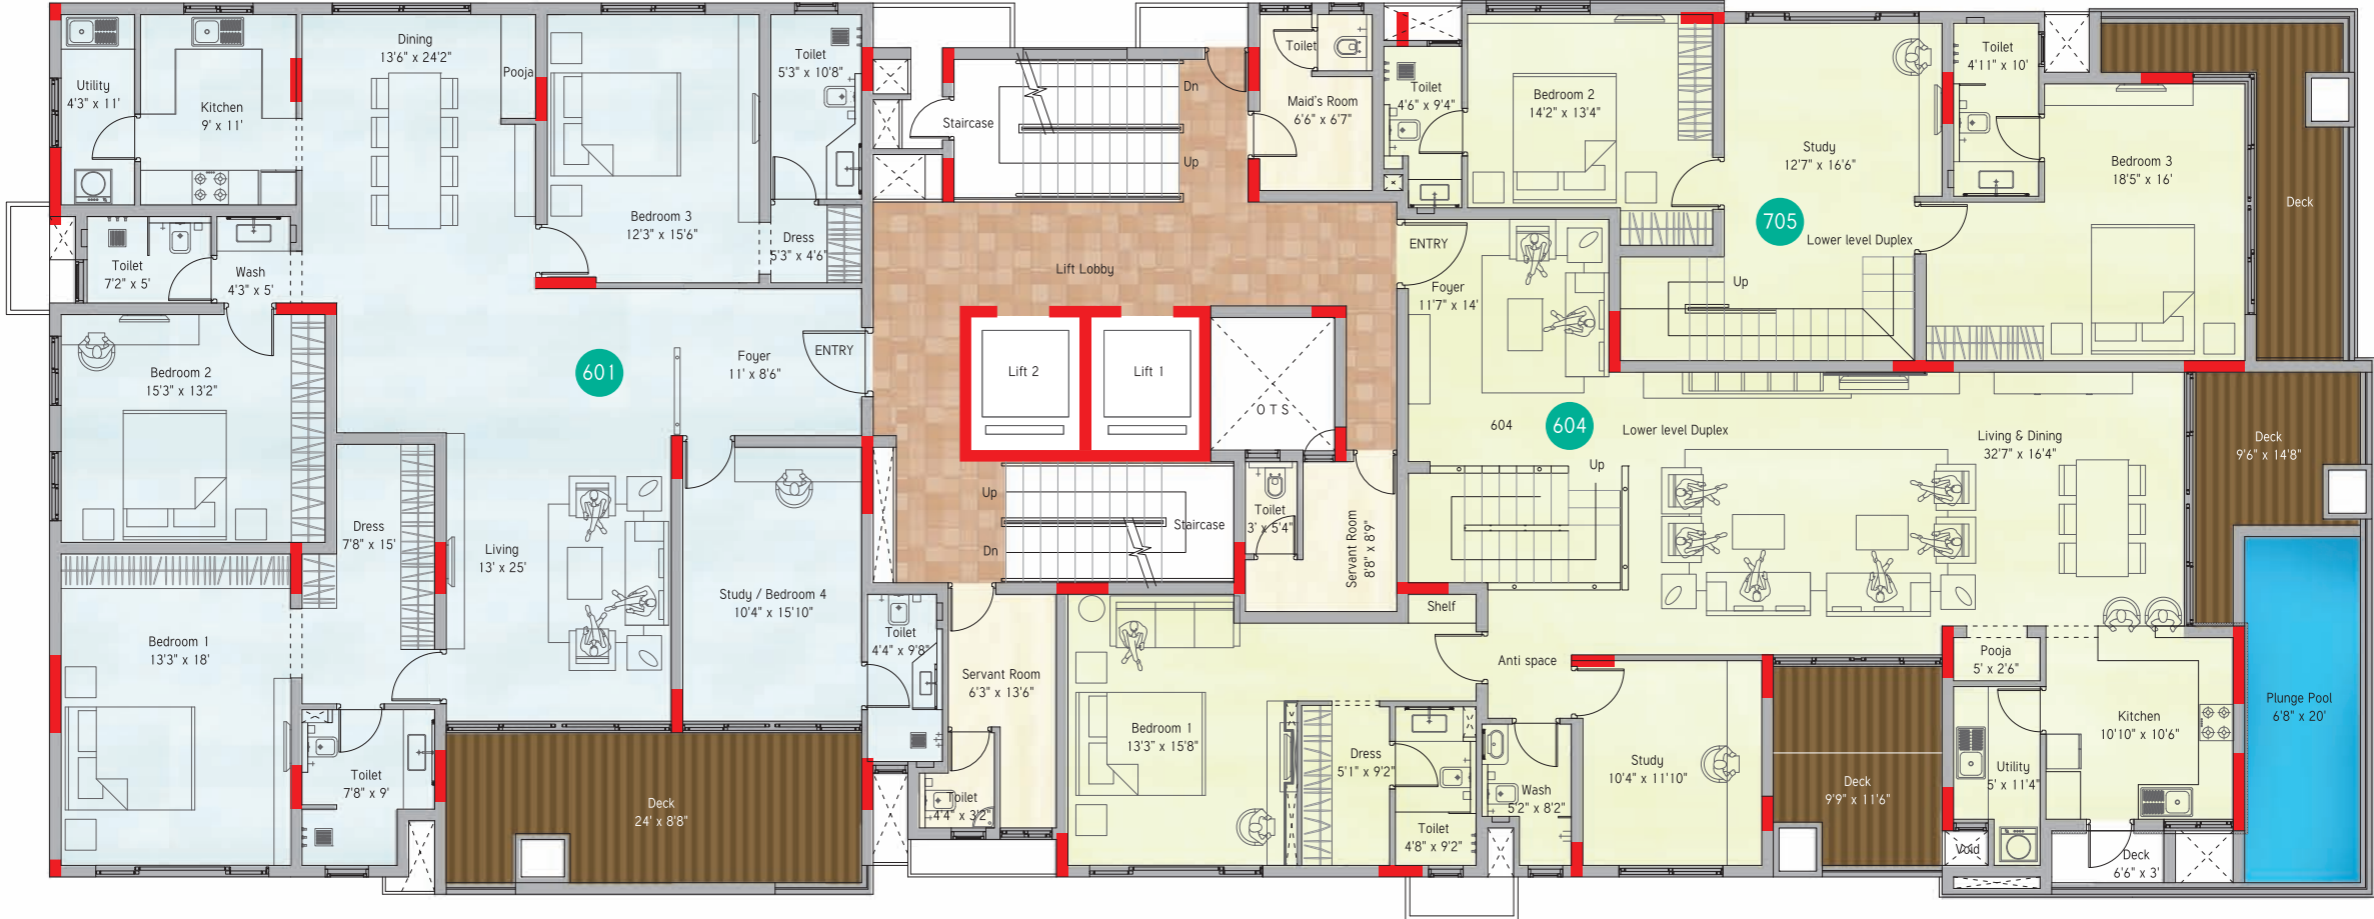 Utility
4'3" x 11'
Kitchen
9' x 11'
Dining
13'6" x 24'2"
Pooja
Toilet
5'3" x 10'8"
Bedroom 3
12'3" x 15'6"
Dress
5'3" x 4'6"
Toilet
7'2" x 5'
Wash
4'3" x 5'
Bedroom 2
15'3" x 13'2"
601
Foyer
11' x 8'6"
ENTRY
Dress
7'8" x 15'
Living
13' x 25'
Study / Bedroom 4
10'4" x 15'10"
Bedroom 1
13'3" x 18'
Toilet
7'8" x 9'
Deck
24' x 8'8"
Toilet
4'4" x 9'8"
Servant Room
6'3" x 13'6"
Toilet
4'4" x 3'2"
Staircase
Dn
Up
Lift Lobby
Lift 2
Lift 1
O T S
Up
Dn
Staircase
Toilet
3' x 5'4"
Servant Room
8'8" x 8'9"
Toilet
Maid`s Room
6'6" x 6'7"
Toilet
4'6" x 9'4"
Bedroom 2
14'2" x 13'4"
Study
12'7" x 16'6"
705
Lower level Duplex
Up
Toilet
4'11" x 10'
Bedroom 3
18'5" x 16'
Deck
ENTRY
Foyer
11'7" x 14'
604
604
Lower level Duplex
Up
Living & Dining
32'7" x 16'4"
Deck
9'6" x 14'8"
Shelf
Anti space
Bedroom 1
13'3" x 15'8"
Dress
5'1" x 9'2"
Toilet
4'8" x 9'2"
Wash
5'2" x 8'2"
Study
10'4" x 11'10"
Deck
9'9" x 11'6"
Pooja
5' x 2'6"
Utility
5' x 11'4"
Kitchen
10'10" x 10'6"
Void
Deck
6'6" x 3'
Plunge Pool
6'8" x 20'